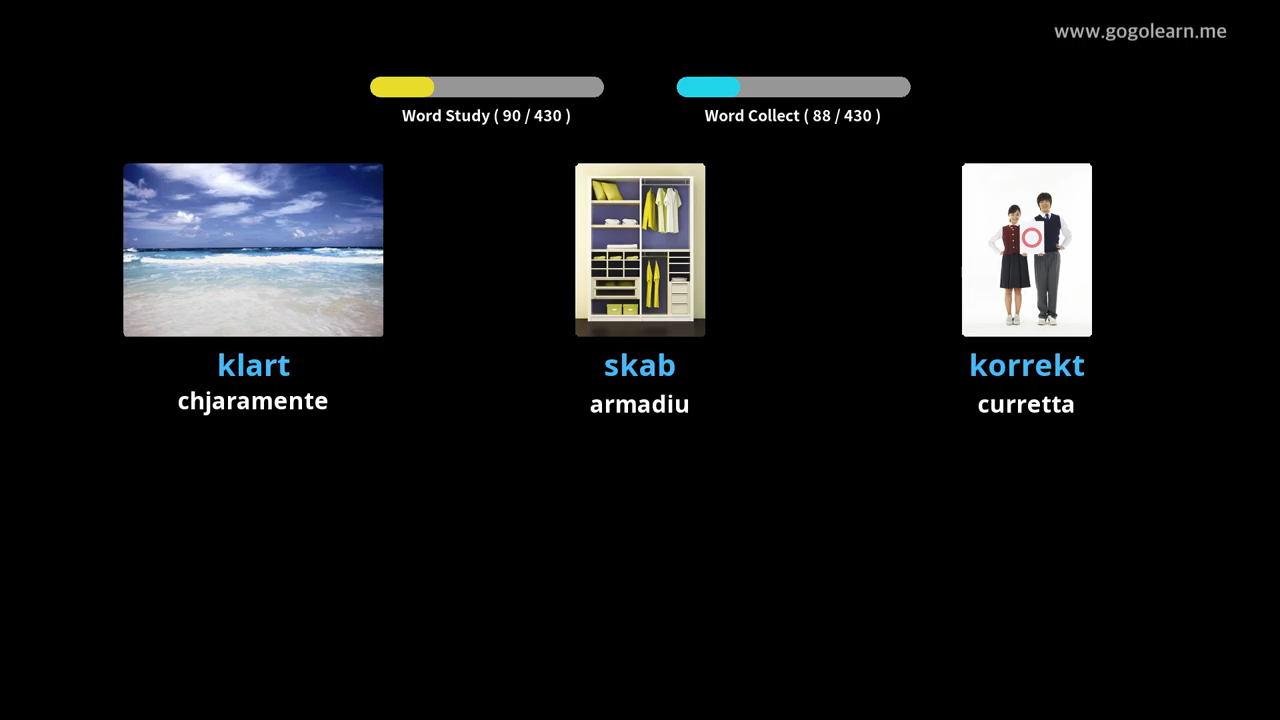 www.gogolearn.me
Word Study ( 90 / 430 )
Word Collect ( 88 / 430 )
klart
skab
korrekt
chjaramente
armadiu
curretta